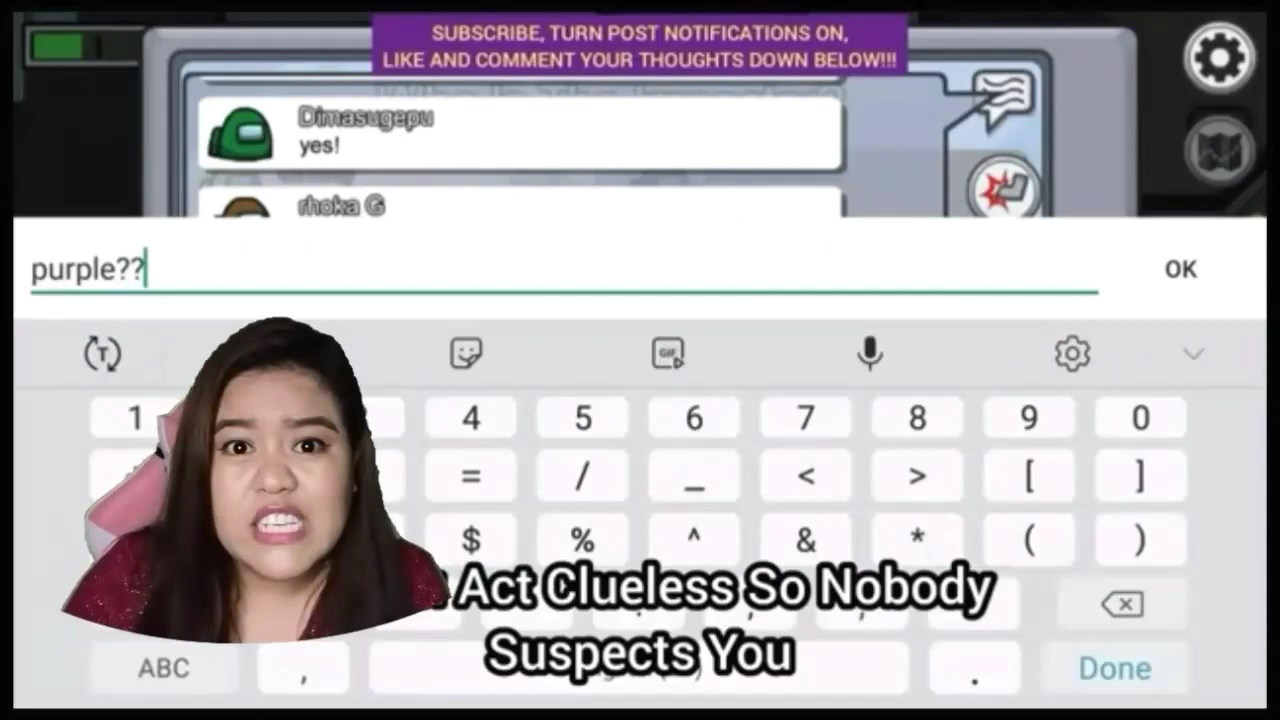 SUBSCRIBE, TURN POST NOTIFICATIONS ON,
LIKE AND COMMENT YOUR THOUGHTS DOWN BELOW!!!
Dimasugepu
yes!
rhoka G
purple??
OK
T
GIF
1 4 5 6 7 8 9 0
= / _ < > [ ]
$ % ^ & * ( )
Act Clueless So Nobody
Suspects You
ABC , . Done